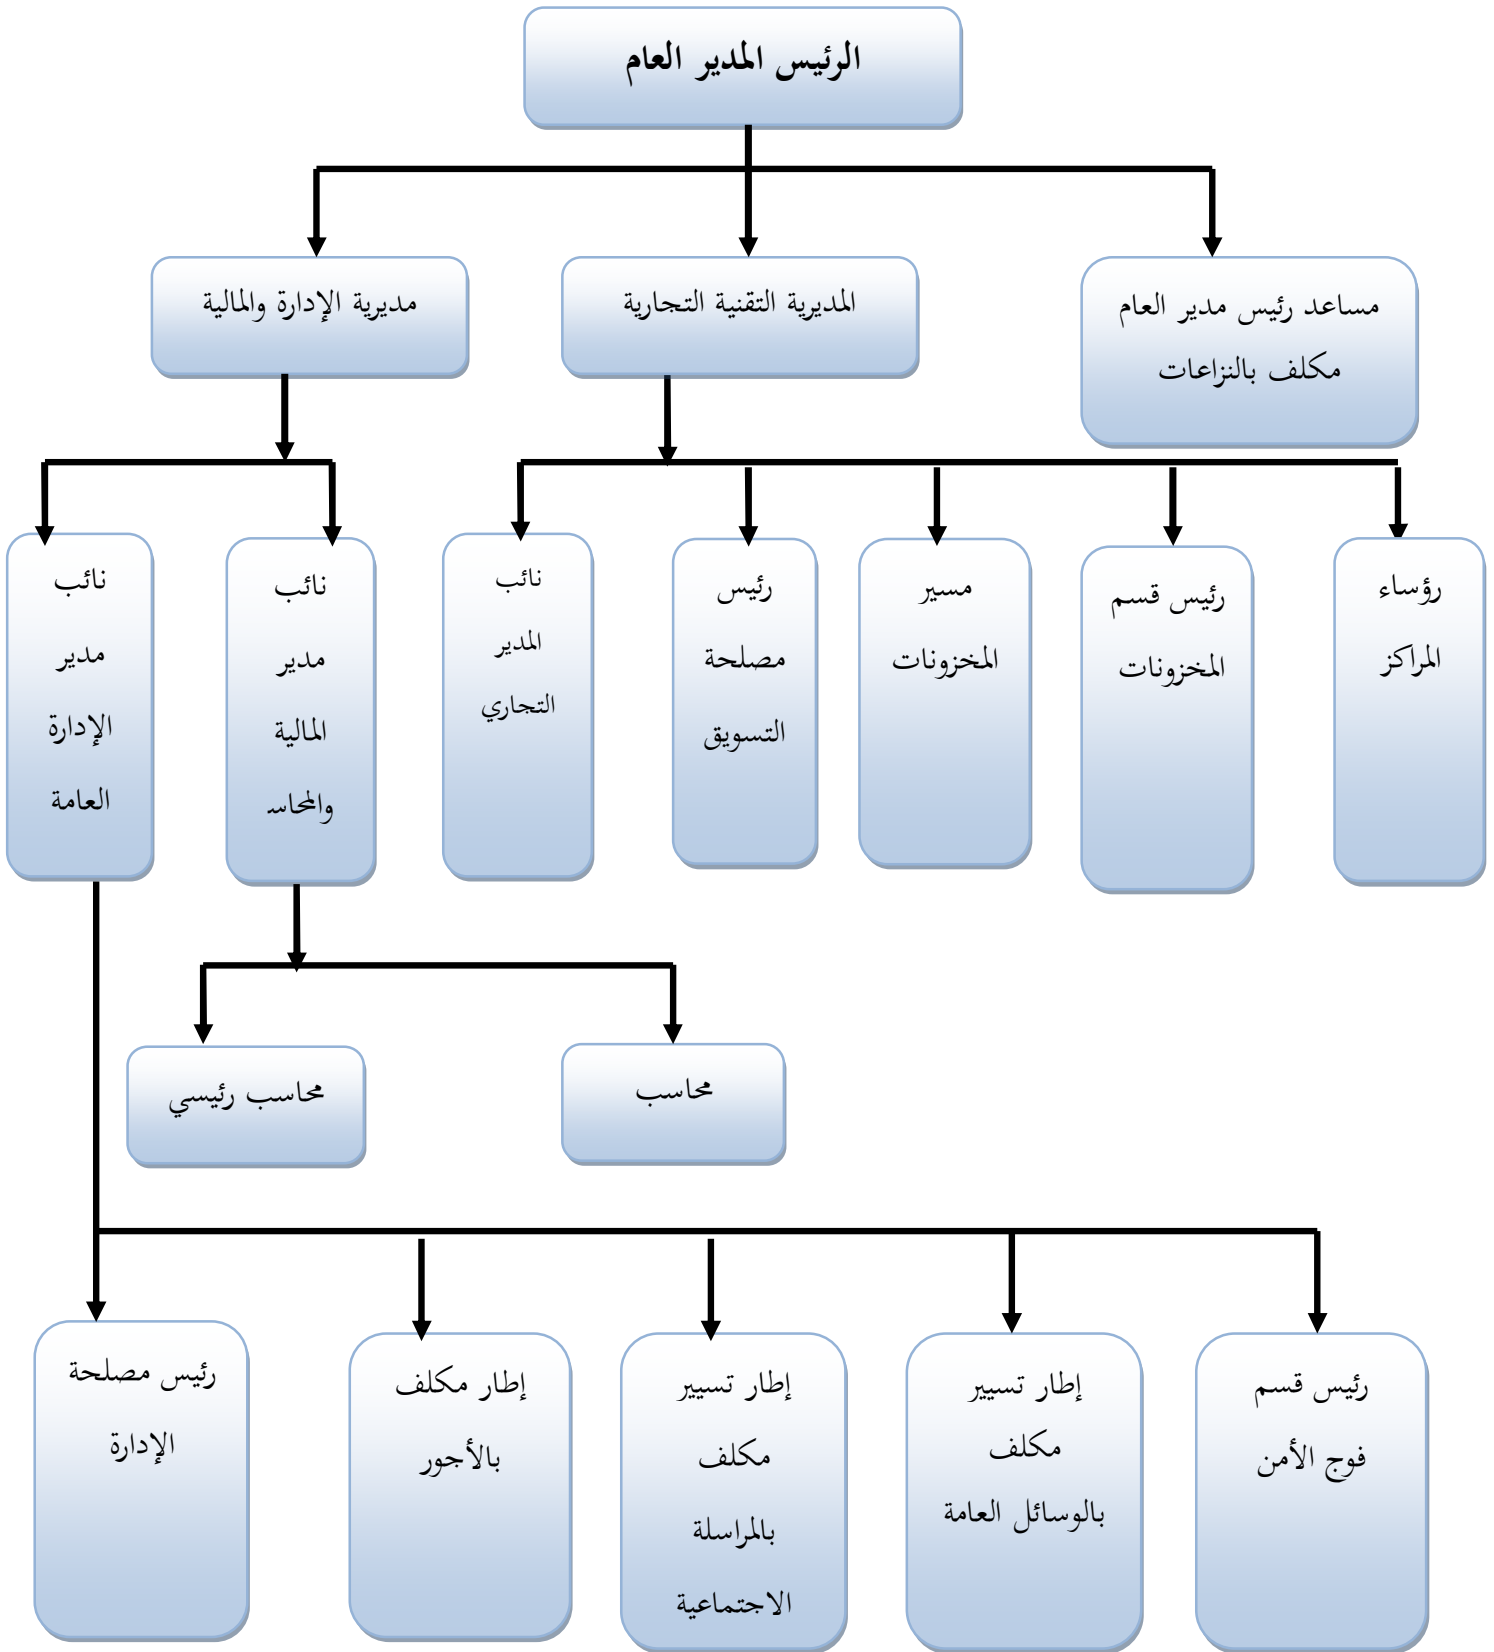 الرئيس المدير العام
مساعد رئيس مدير العام
مكلف بالنزاعات
المديرية التقنية التجارية
مديرية الإدارة والمالية
رؤساء
المراكز
رئيس قسم
المخزونات
مسير
المخزونات
رئيس
مصلحة
التسويق
نائب
المدير
التجاري
نائب
مدير
المالية
والمحاسـ
نائب
مدير
الإدارة
العامة
محاسب
محاسب رئيسي
رئيس قسم
فوج الأمن
إطار تسيير
مكلف
بالوسائل العامة
إطار تسيير
مكلف
بالمراسلة
الاجتماعية
إطار مكلف
بالأجور
رئيس مصلحة
الإدارة